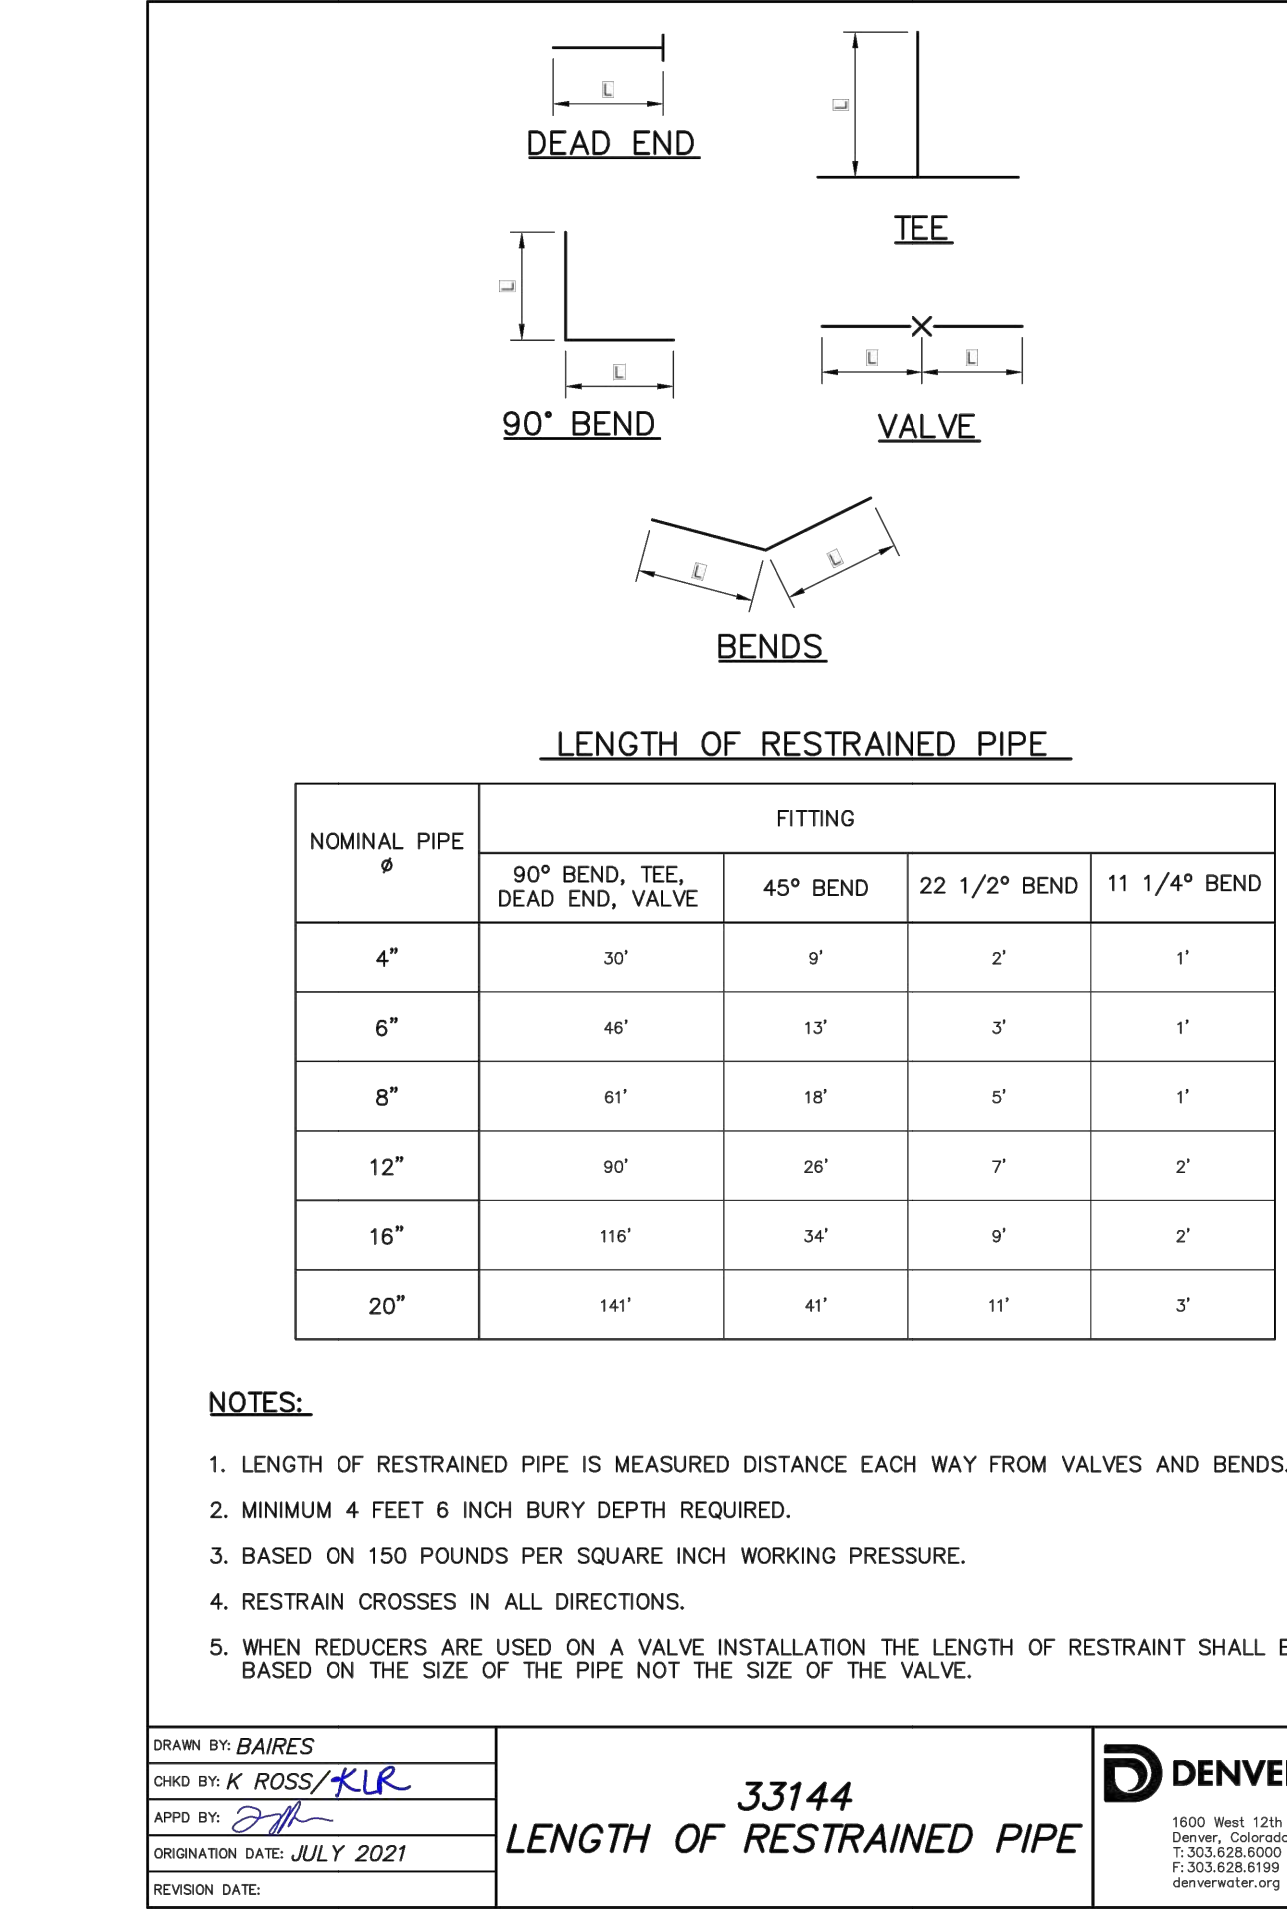 L
DEAD END
L
TEE
L
L
90° BEND
L L
VALVE
L L
BENDS
LENGTH OF RESTRAINED PIPE
NOMINAL PIPE
ø
FITTING
90° BEND, TEE,
DEAD END, VALVE
45° BEND
22 1/2° BEND
11 1/4° BEND
4" 30' 9' 2' 1'
6" 46' 13' 3' 1'
8" 61' 18' 5' 1'
12" 90' 26' 7' 2'
16" 116' 34' 9' 2'
20" 141' 41' 11' 3'
NOTES:
1. LENGTH OF RESTRAINED PIPE IS MEASURED DISTANCE EACH WAY FROM VALVES AND BENDS.
2. MINIMUM 4 FEET 6 INCH BURY DEPTH REQUIRED.
3. BASED ON 150 POUNDS PER SQUARE INCH WORKING PRESSURE.
4. RESTRAIN CROSSES IN ALL DIRECTIONS.
5. WHEN REDUCERS ARE USED ON A VALVE INSTALLATION THE LENGTH OF RESTRAINT SHALL
BASED ON THE SIZE OF THE PIPE NOT THE SIZE OF THE VALVE.
DRAWN BY: BAIRES
CHKD BY: K ROSS/KLR
APPD BY:
ORIGINATION DATE: JULY 2021
REVISION DATE:
33144
LENGTH OF RESTRAINED PIPE
DENVE
1600 West 12th
Denver, Colorad
T: 303.628.6000
F: 303.628.6199
denverwater.org